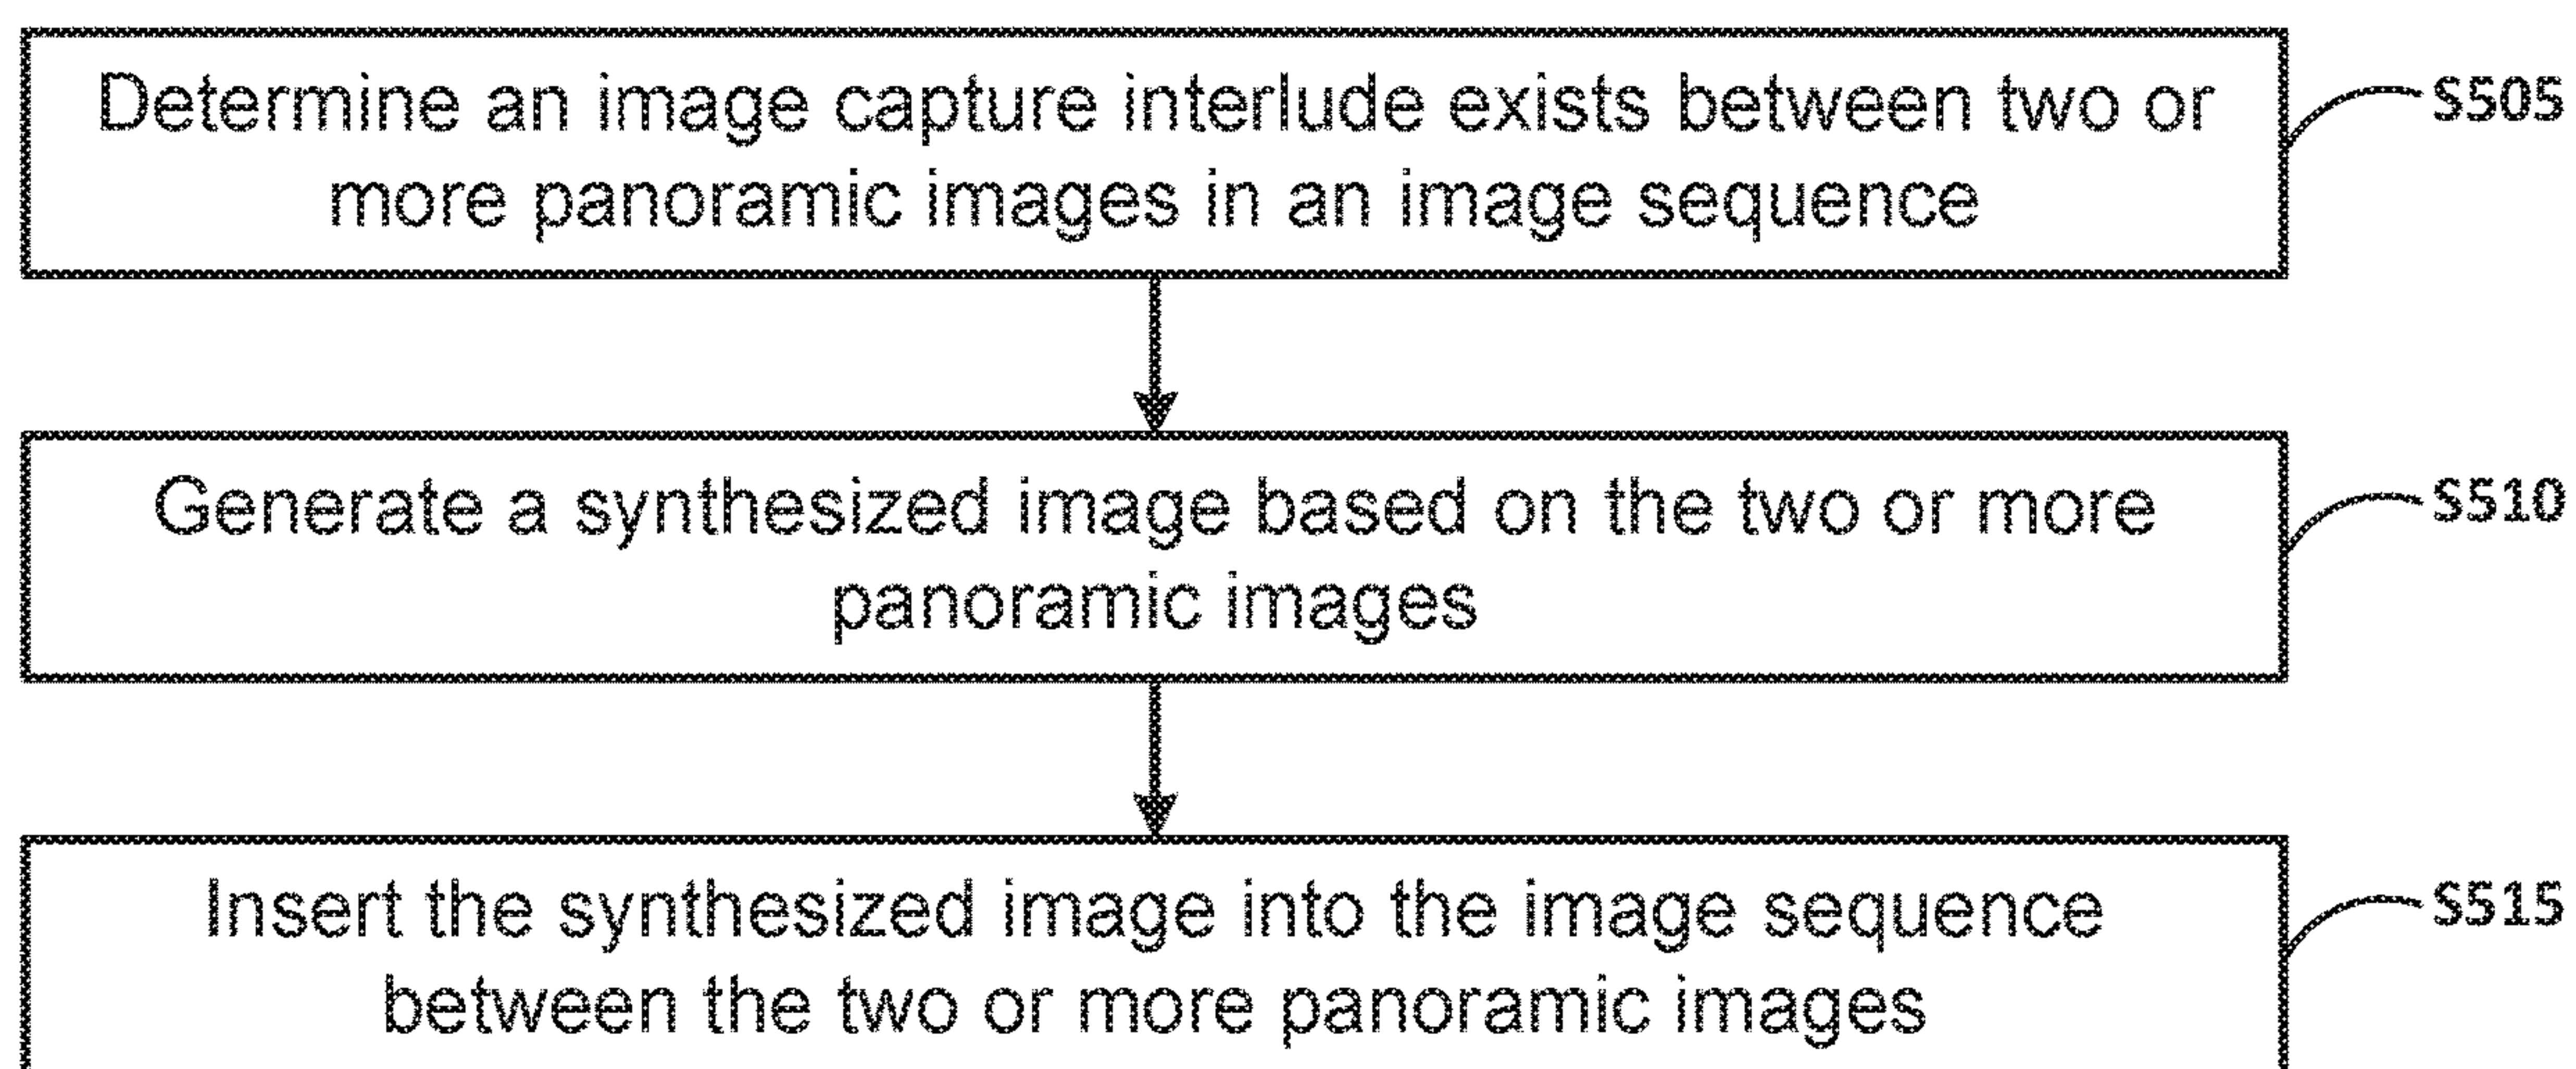 Determine an image capture interlude exists between two or
more panoramic images in an image sequence
S505
Generate a synthesized image based on the two or more
panoramic images
S510
Insert the synthesized image into the image sequence
between the two or more panoramic images
S515